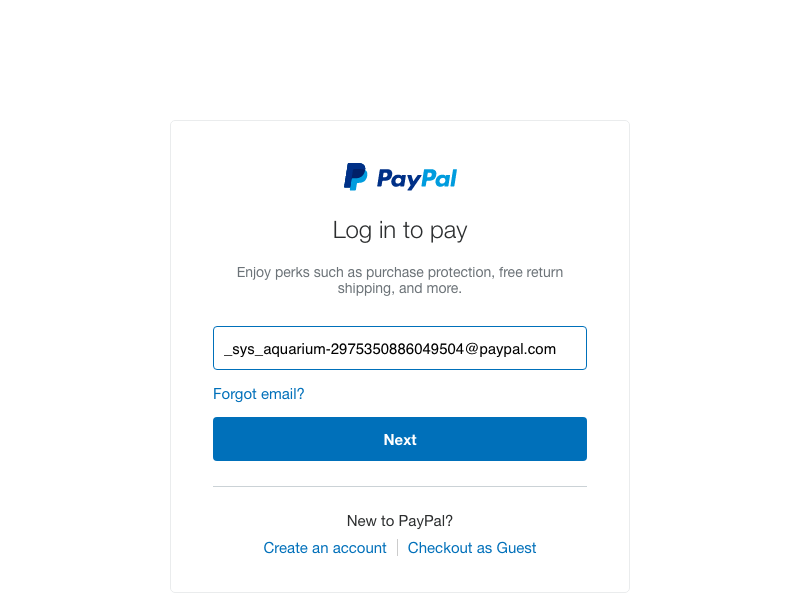 PayPal
Log in to pay
Enjoy perks such as purchase protection, free return
shipping, and more.
_sys_aquarium-2975350886049504@paypal.com
Forgot email?
Next
New to PayPal?
Create an account | Checkout as Guest